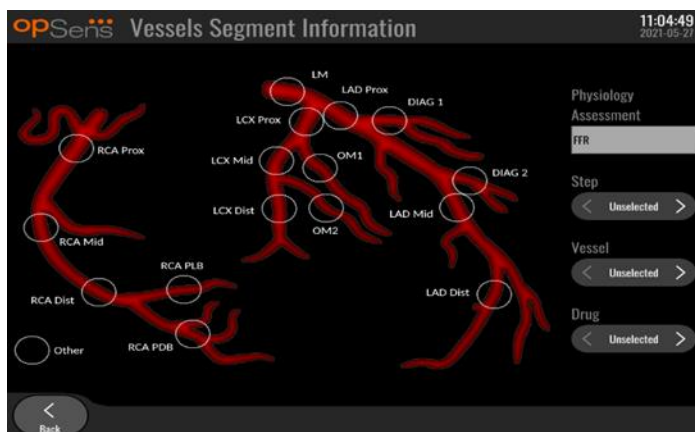 opSens Vessels Segment Information
11:04:49
2021-05-27
LM
LAD Prox
DIAG 1
LCX Prox
RCA Prox
LCX Mid
OM1
DIAG 2
LCX Dist
OM2
LAD Mid
RCA Mid
RCA PLB
RCA Dist
LAD Dist
RCA PDB
Other
Physiology
Assessment
FFR
Step
< Unselected >
Vessel
< Unselected >
Drug
< Unselected >
< Back